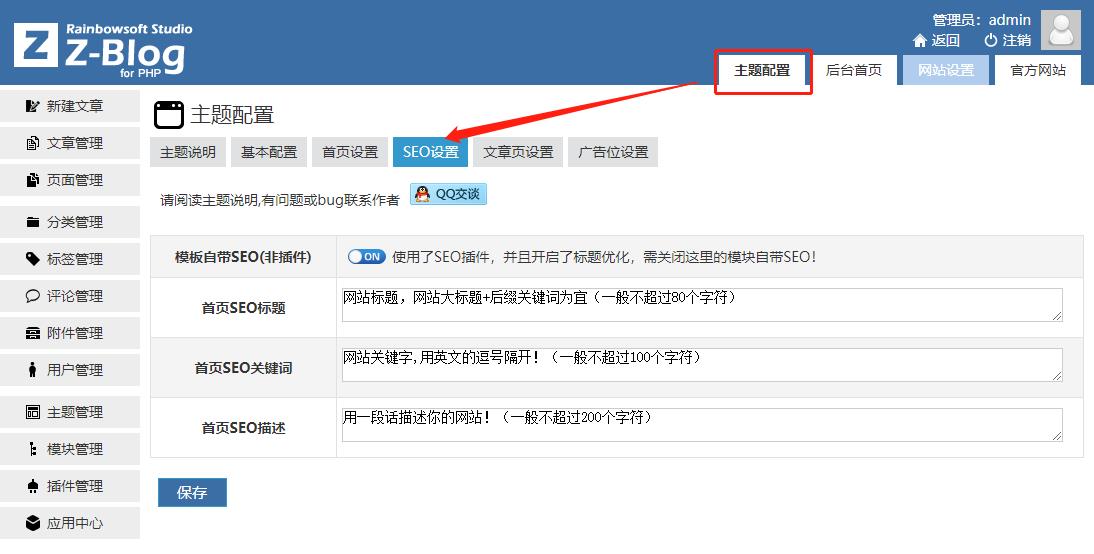 Rainbowsoft Studio
Z-Blog
for PHP
管理员：admin
返回
注销
主题配置
后台首页
网站设置
官方网站
新建文章
文章管理
页面管理
分类管理
标签管理
评论管理
附件管理
用户管理
主题管理
模块管理
插件管理
应用中心
主题配置
主题说明
基本配置
首页设置
SEO设置
文章页设置
广告位设置
请阅读主题说明,有问题或bug联系作者
QQ交谈
模板自带SEO(非插件)
ON
使用了SEO插件，并且开启了标题优化，需关闭这里的模块自带SEO！
首页SEO标题
网站标题，网站大标题+后缀关键词为宜（一般不超过80个字符）
首页SEO关键词
网站关键字,用英文的逗号隔开！（一般不超过100个字符）
首页SEO描述
用一段话描述你的网站！（一般不超过200个字符）
保存